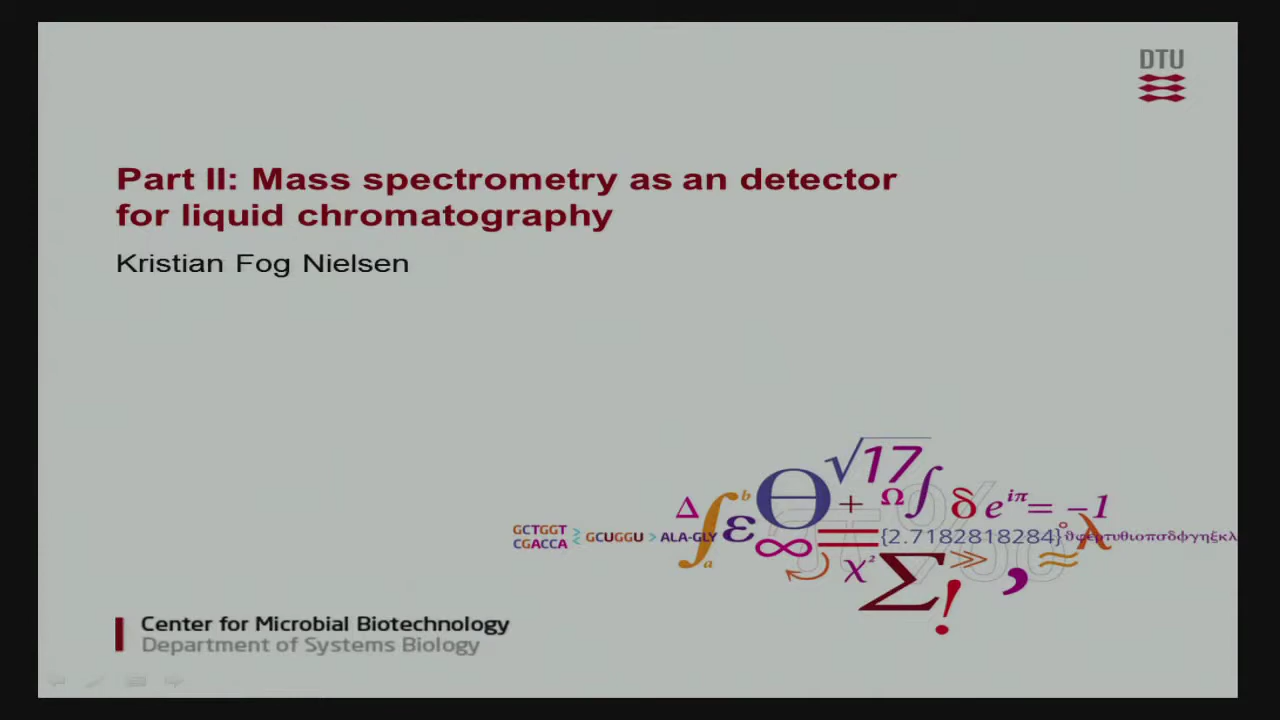 DTU
Part II: Mass spectrometry as an detector
for liquid chromatography
Kristian Fog Nielsen
√17
Δ ∫ b a ε Θ + Ω ∫ δ e^{iπ} = -1
GCTGGT > GCUGGU > ALA-GLY
CGACCA <
∞ = {2.7182818284} °λ
χ² Σ ! >> , ≈
Center for Microbial Biotechnology
Department of Systems Biology